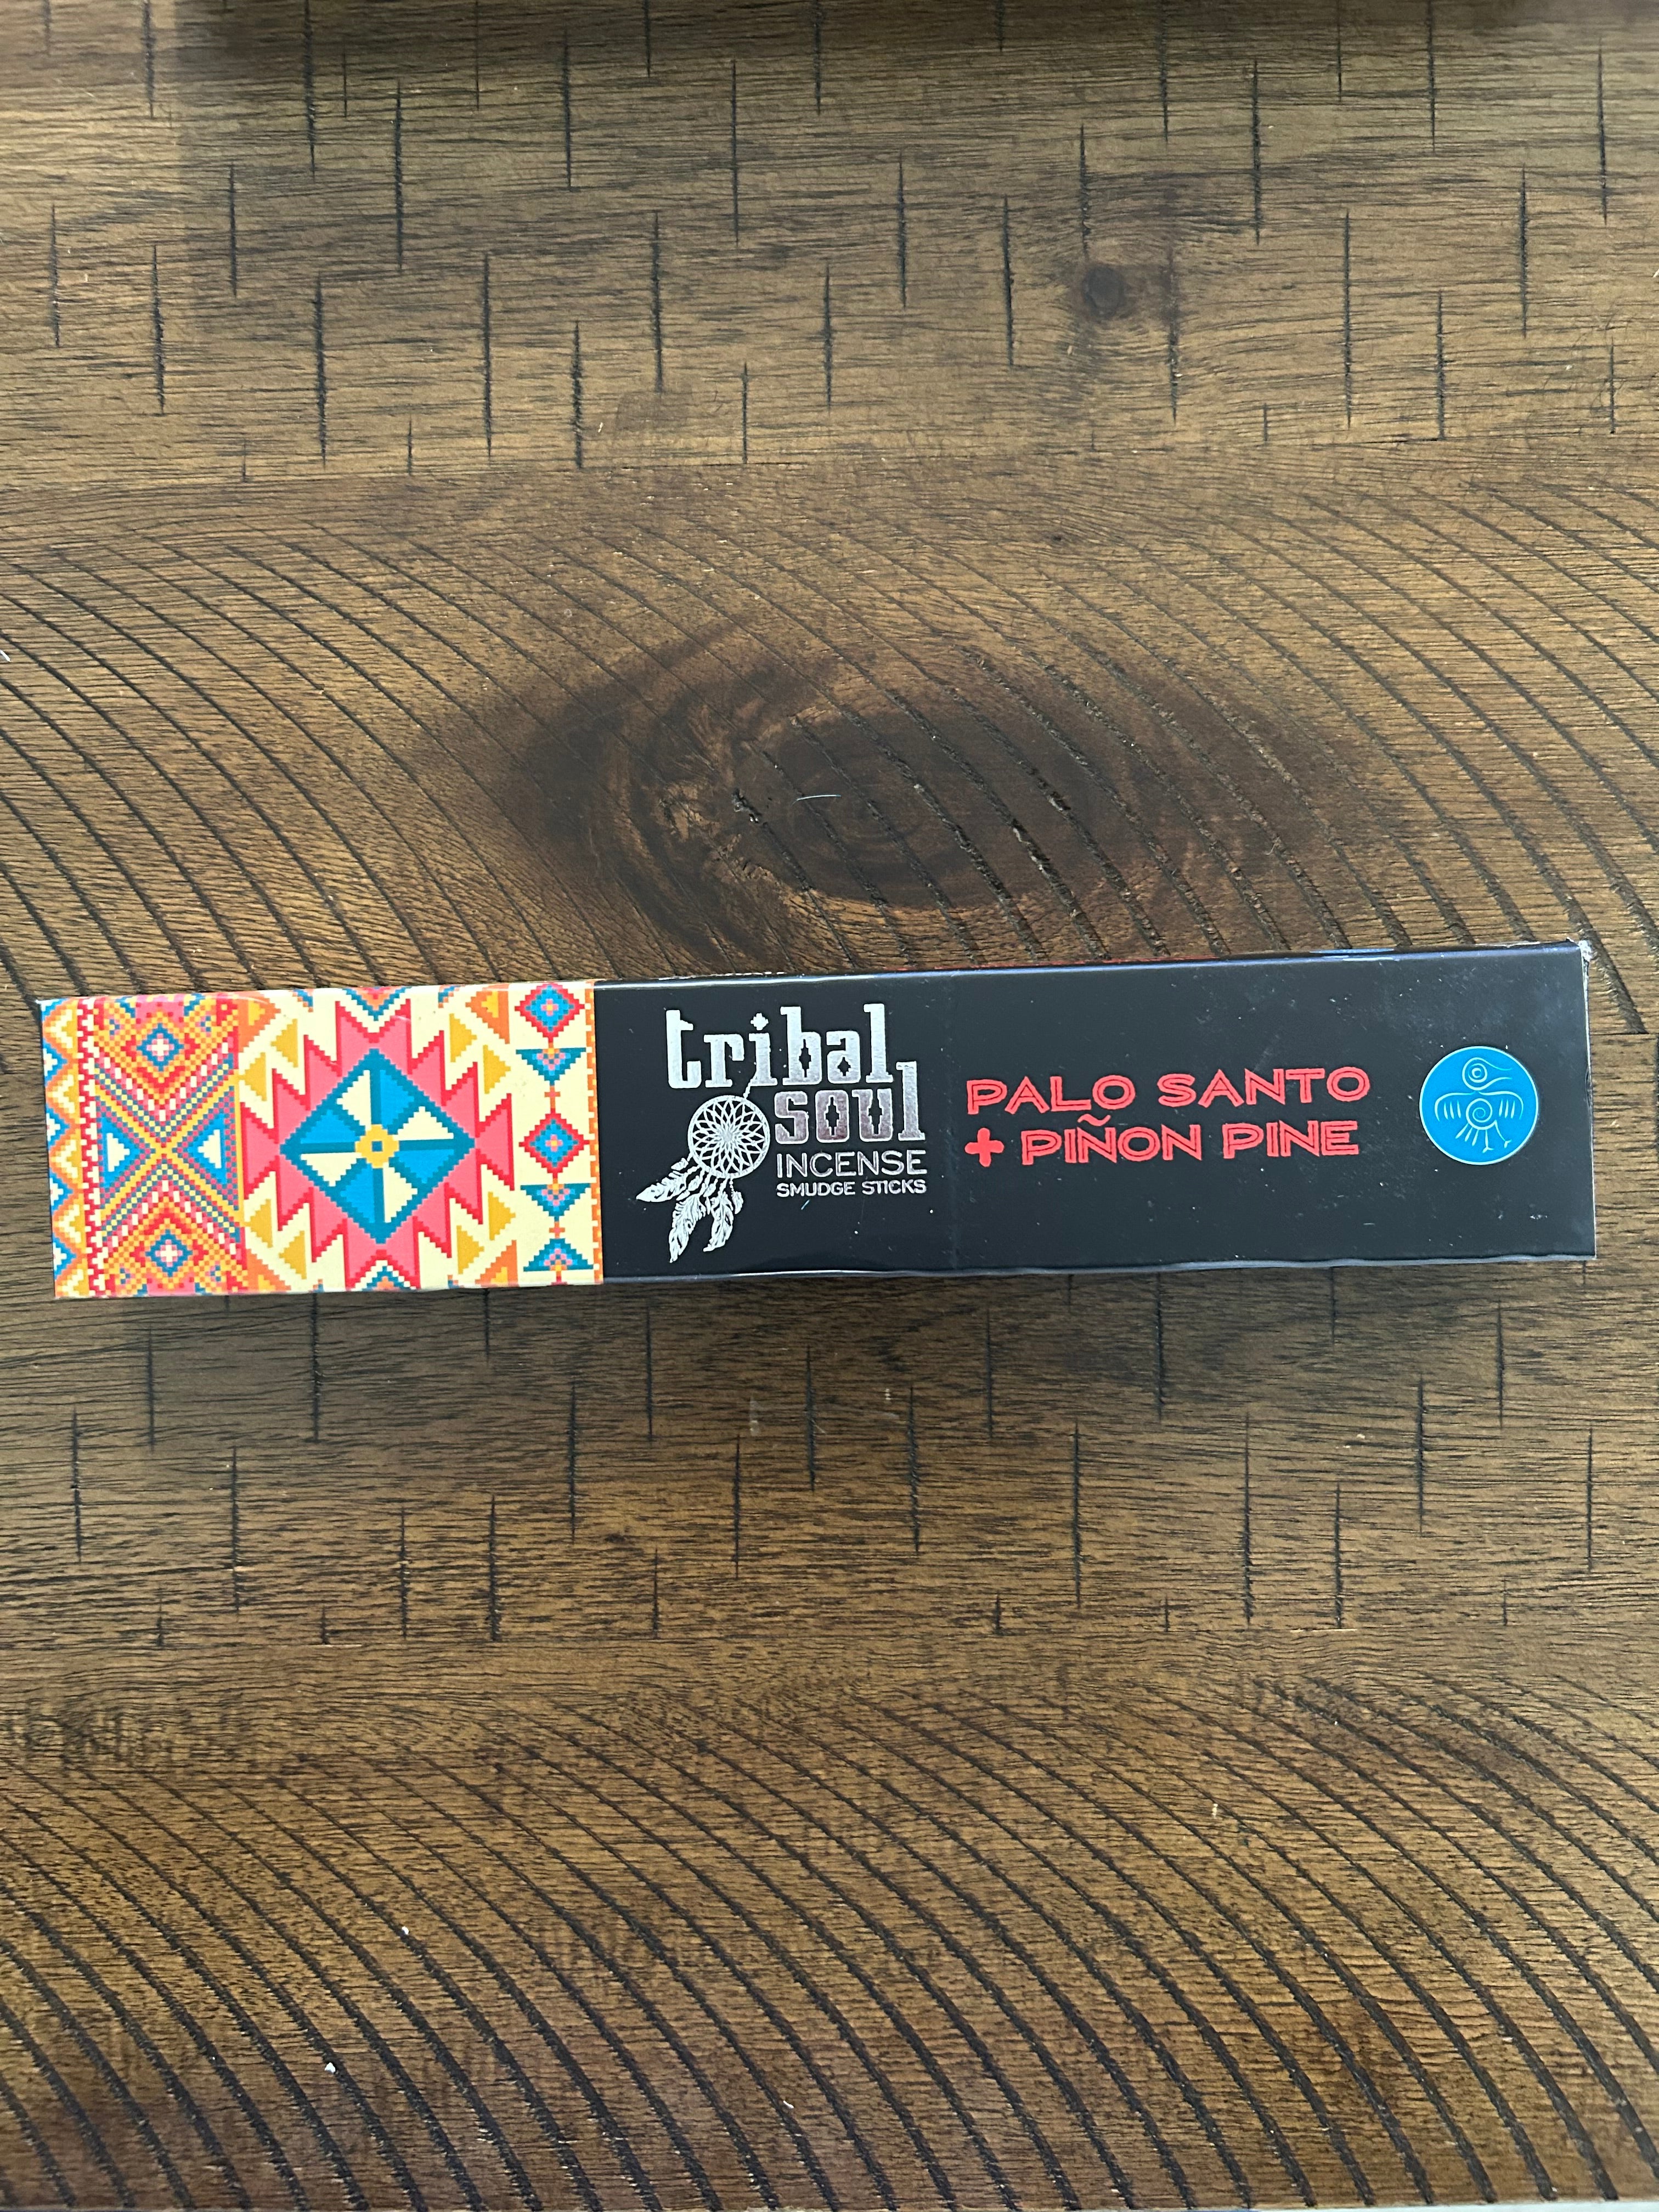 tribal
soul
INCENSE
SMUDGE STICKS
PALO SANTO
+ PIÑON PINE